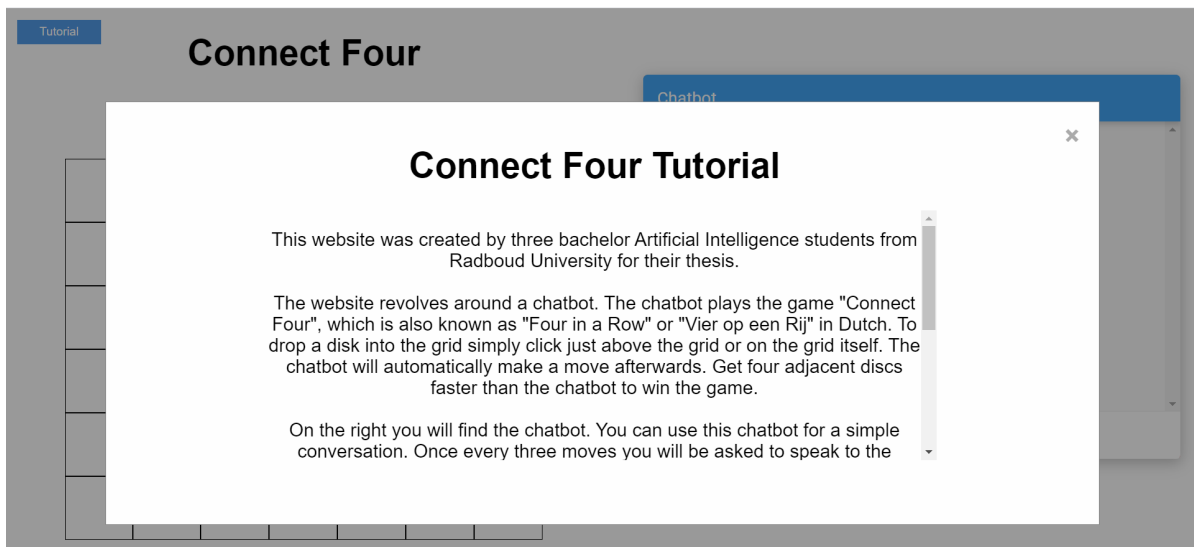 Tutorial
Connect Four
Chatbot
×
Connect Four Tutorial
This website was created by three bachelor Artificial Intelligence students from
Radboud University for their thesis.
The website revolves around a chatbot. The chatbot plays the game "Connect
Four", which is also known as "Four in a Row" or "Vier op een Rij" in Dutch. To
drop a disk into the grid simply click just above the grid or on the grid itself. The
chatbot will automatically make a move afterwards. Get four adjacent discs
faster than the chatbot to win the game.
On the right you will find the chatbot. You can use this chatbot for a simple
conversation. Once every three moves you will be asked to speak to the